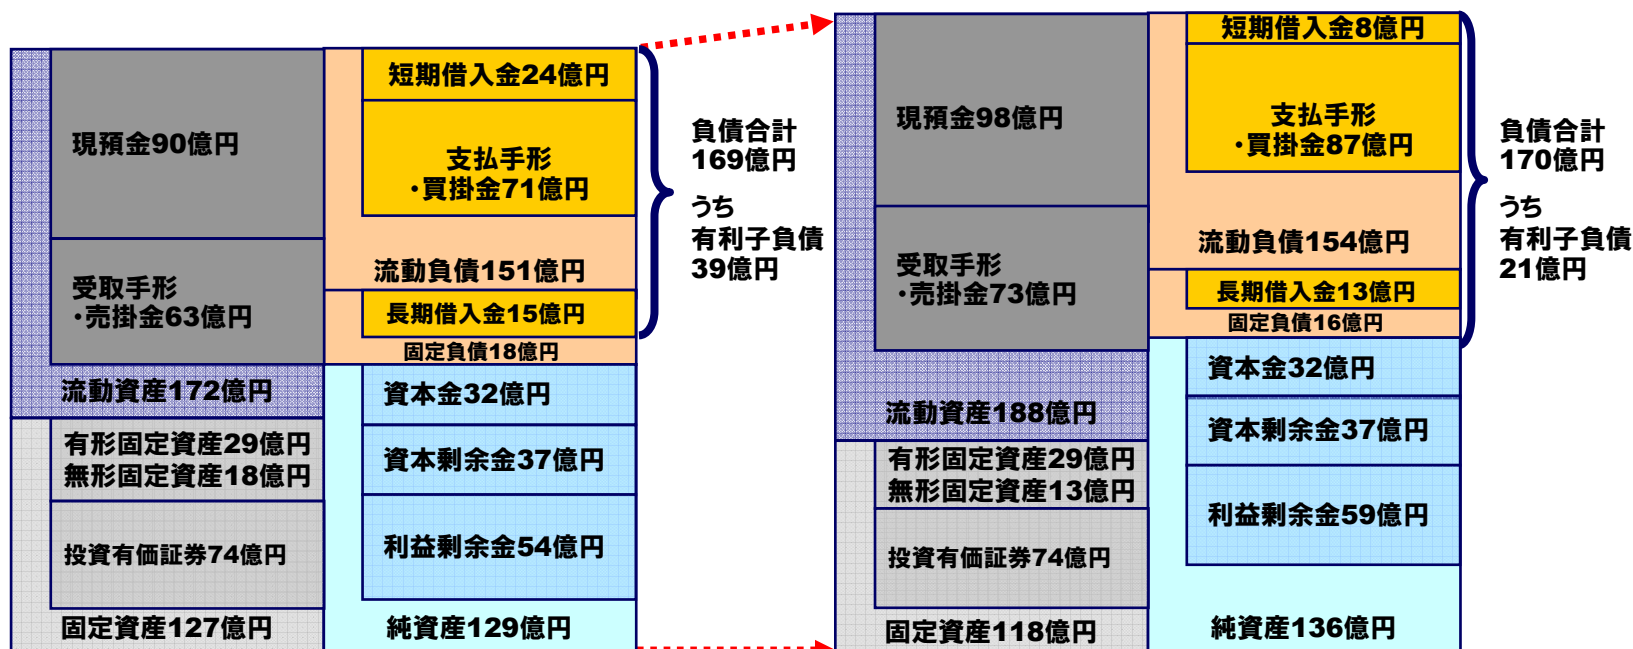 現預金90億円
受取手形
・売掛金63億円
流動資産172億円
有形固定資産29億円
無形固定資産18億円
投資有価証券74億円
固定資産127億円
短期借入金24億円
支払手形
・買掛金71億円
流動負債151億円
長期借入金15億円
固定負債18億円
資本金32億円
資本剰余金37億円
利益剰余金54億円
純資産129億円
負債合計
169億円
うち
有利子負債
39億円
現預金98億円
受取手形
・売掛金73億円
流動資産188億円
有形固定資産29億円
無形固定資産13億円
投資有価証券74億円
固定資産118億円
短期借入金8億円
支払手形
・買掛金87億円
流動負債154億円
長期借入金13億円
固定負債16億円
資本金32億円
資本剰余金37億円
利益剰余金59億円
純資産136億円
負債合計
170億円
うち
有利子負債
21億円